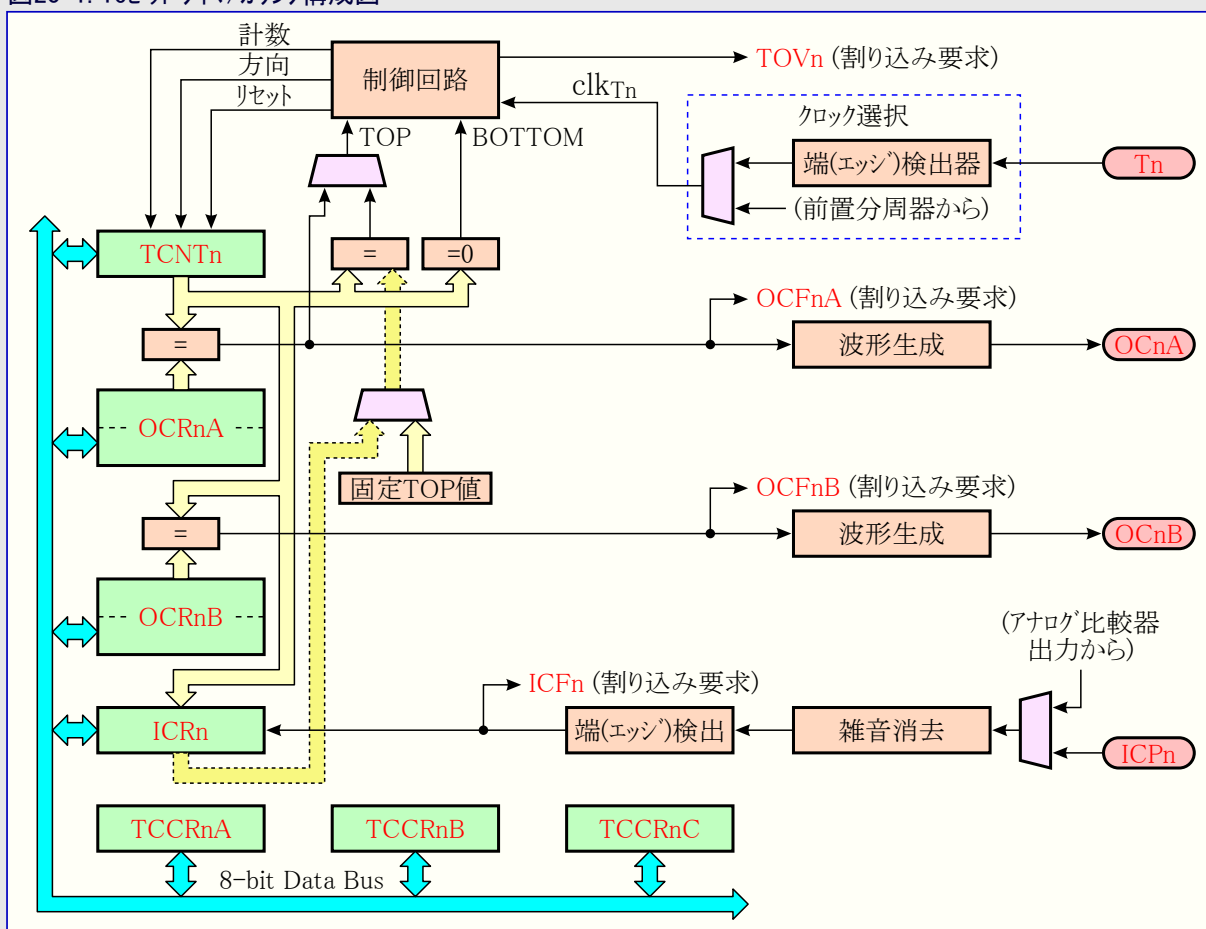 計数
方向
リセット
制御回路
TOVn (割り込み要求)
clkTn
TOP
BOTTOM
クロック選択
端(エッジ)検出器
Tn
(前置分周器から)
TCNTn
=
=0
OCFnA (割り込み要求)
=
波形生成
OCnA
OCRnA
固定TOP値
OCFnB (割り込み要求)
=
波形生成
OCnB
OCRnB
(アナログ比較器
出力から)
ICFn (割り込み要求)
ICRn
端(エッジ)検出
雑音消去
ICPn
TCCRnA
TCCRnB
TCCRnC
8-bit Data Bus